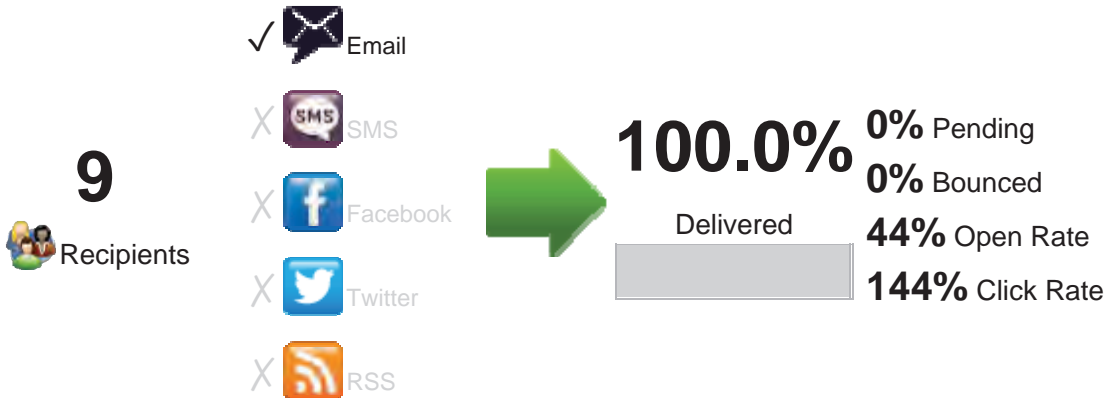 9
Recipients
✓ Email
X SMS
SMS
X Facebook
X Twitter
X RSS
100.0%
Delivered
0% Pending
0% Bounced
44% Open Rate
144% Click Rate